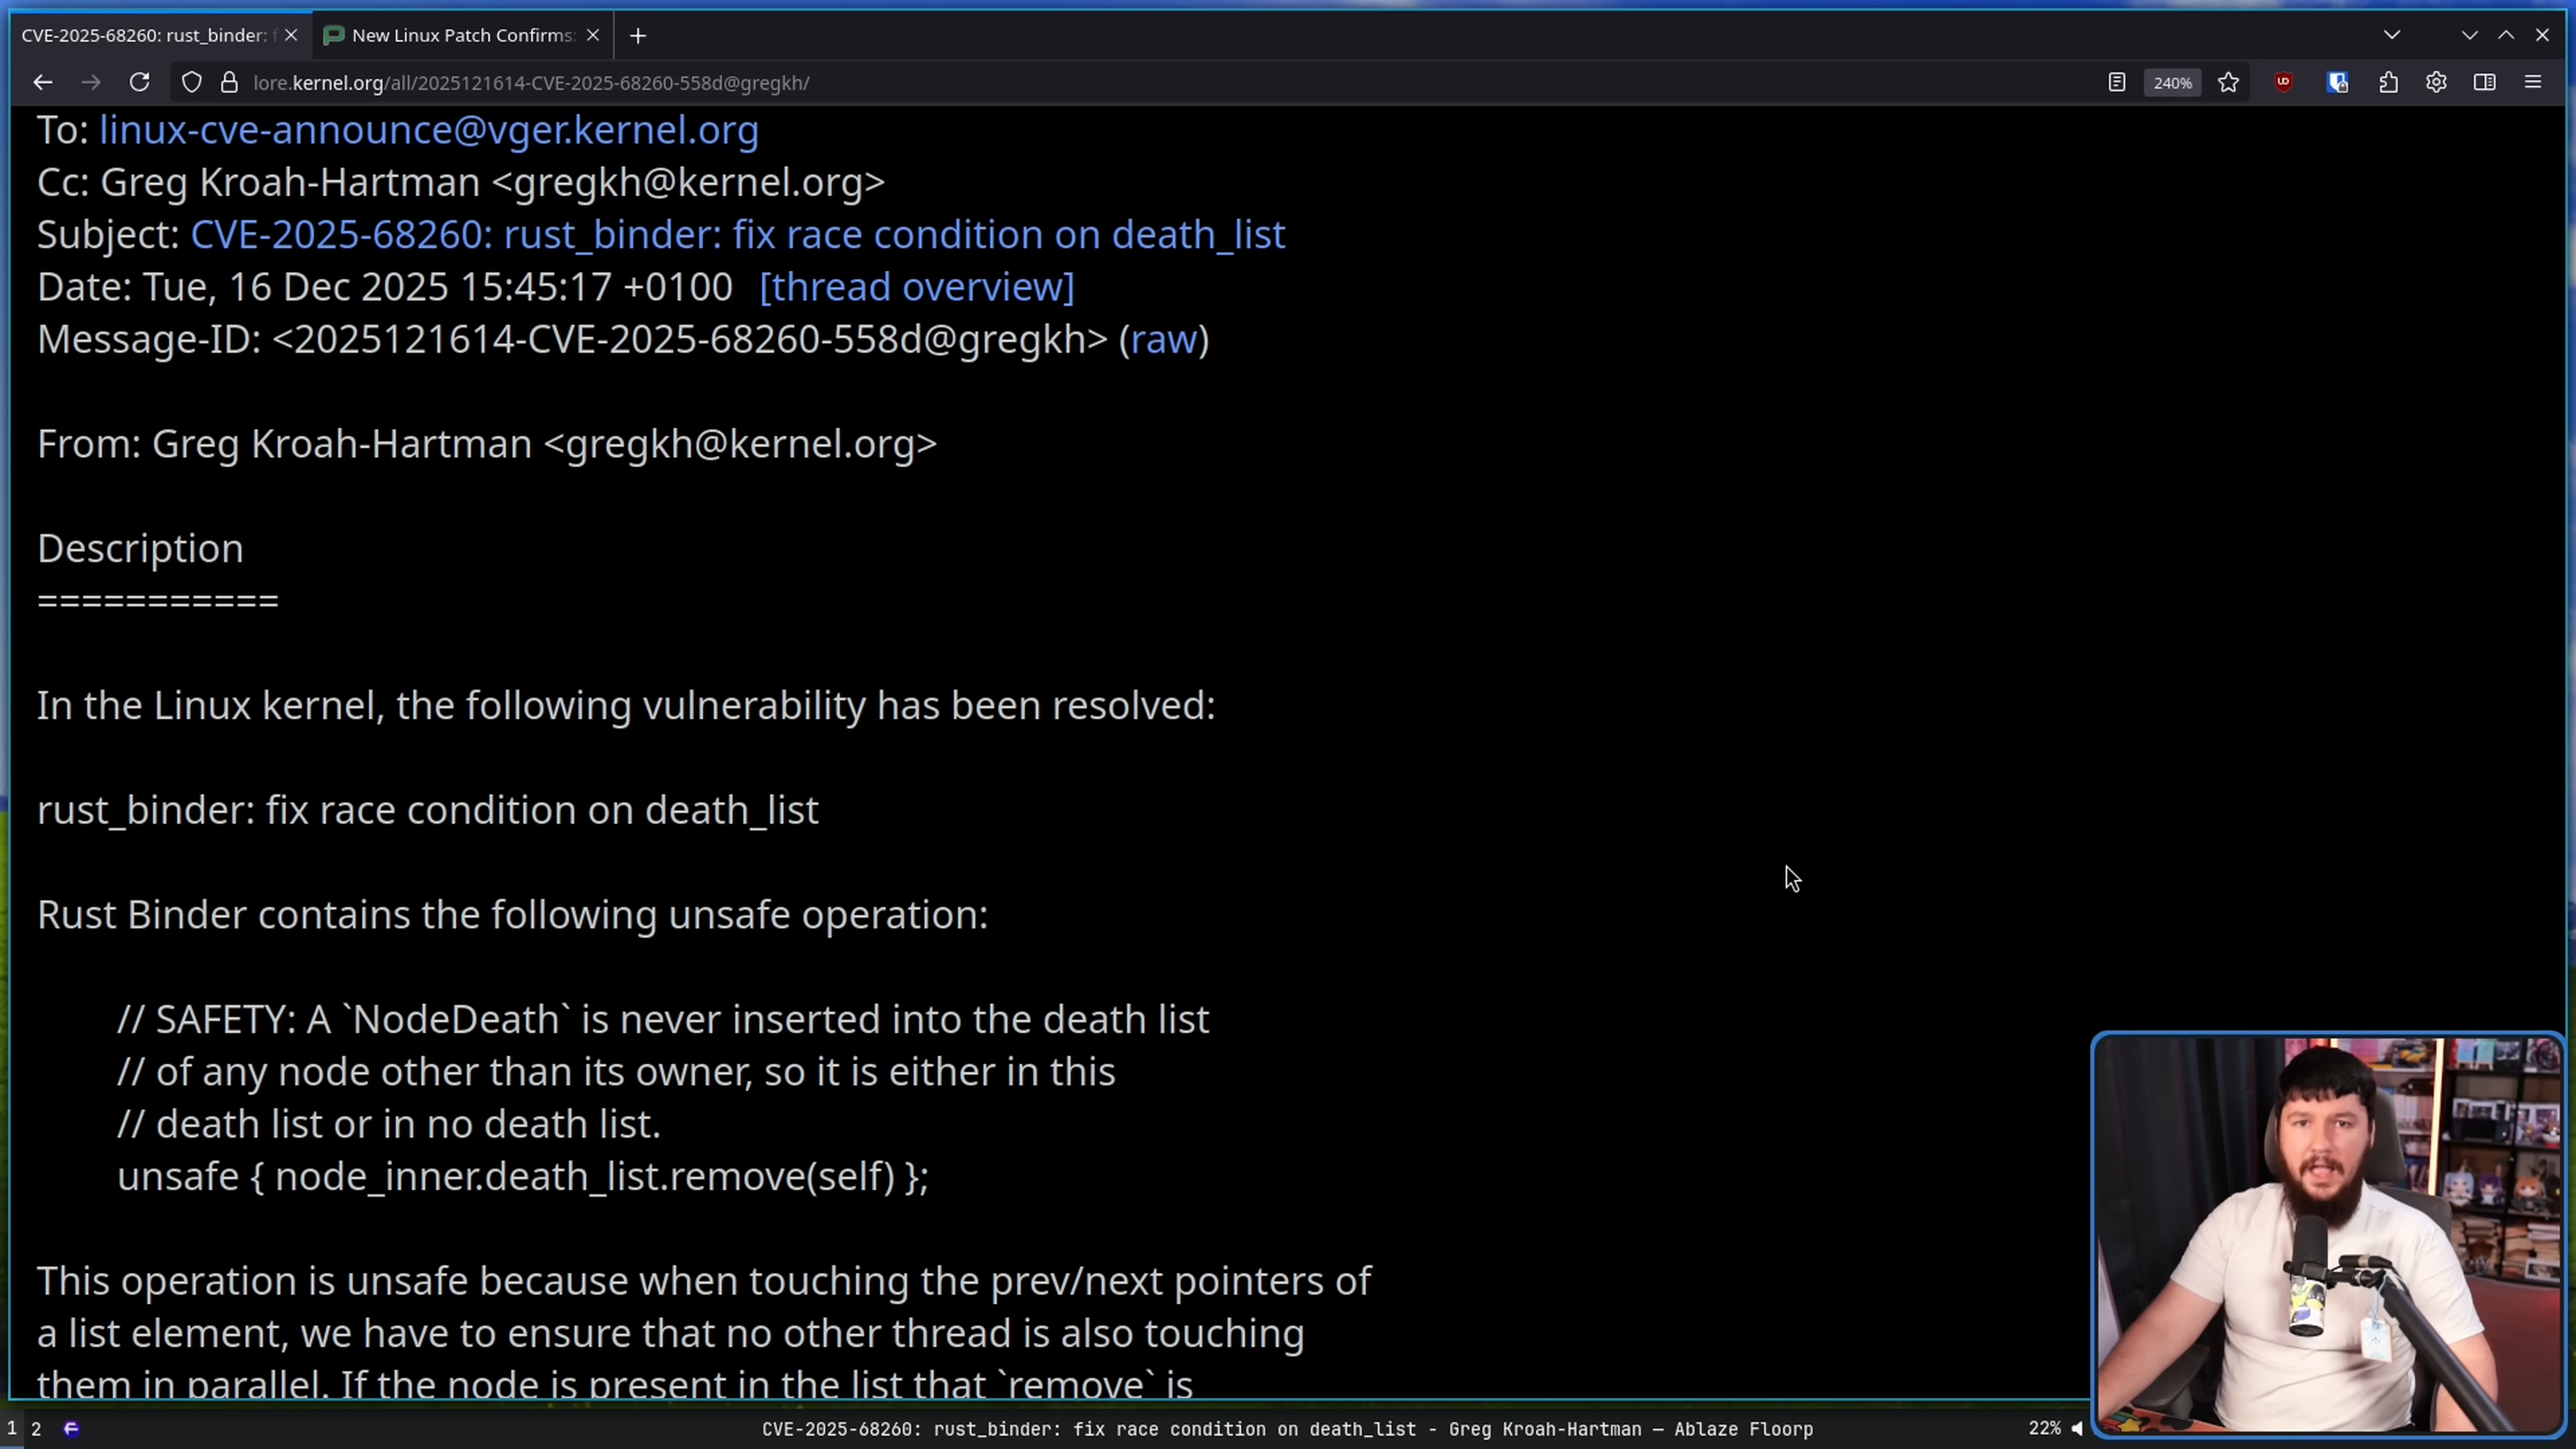 CVE-2025-68260: rust_binder: f
New Linux Patch Confirms:
lore.kernel.org/all/2025121614-CVE-2025-68260-558d@gregkh/
240%
To: linux-cve-announce@vger.kernel.org
Cc: Greg Kroah-Hartman <gregkh@kernel.org>
Subject: CVE-2025-68260: rust_binder: fix race condition on death_list
Date: Tue, 16 Dec 2025 15:45:17 +0100 [thread overview]
Message-ID: <2025121614-CVE-2025-68260-558d@gregkh> (raw)
From: Greg Kroah-Hartman <gregkh@kernel.org>
Description
===========
In the Linux kernel, the following vulnerability has been resolved:
rust_binder: fix race condition on death_list
Rust Binder contains the following unsafe operation:
// SAFETY: A `NodeDeath` is never inserted into the death list
// of any node other than its owner, so it is either in this
// death list or in no death list.
unsafe { node_inner.death_list.remove(self) };
This operation is unsafe because when touching the prev/next pointers of
a list element, we have to ensure that no other thread is also touching
them in parallel. If the node is present in the list that `remove` is
1 2
CVE-2025-68260: rust_binder: fix race condition on death_list - Greg Kroah-Hartman — Ablaze Floorp
22%